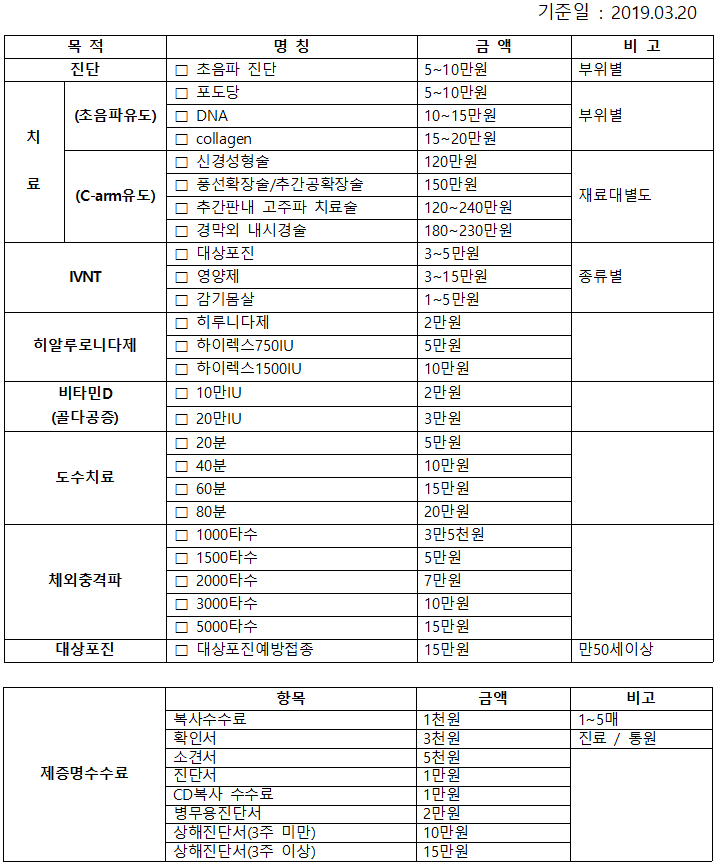 기준일 : 2019.03.20
목 적 명 칭 금 액 비 고
진단 □ 초음파 진단 5~10만원 부위별
치료 (초음파유도) □ 포도당 5~10만원 부위별
□ DNA 10~15만원
□ collagen 15~20만원
(C-arm유도) □ 신경성형술 120만원 재료대별도
□ 풍선확장술/추간공확장술 150만원
□ 추간판내 고주파 치료술 120~240만원
□ 경막외 내시경술 180~230만원
IVNT □ 대상포진 3~5만원 종류별
□ 영양제 3~15만원
□ 감기몸살 1~5만원
히알루로니다제 □ 히루니다제 2만원
□ 하이렉스750IU 5만원
□ 하이렉스1500IU 10만원
비타민D □ 10만IU 2만원
(골다공증) □ 20만IU 3만원
도수치료 □ 20분 5만원
□ 40분 10만원
□ 60분 15만원
□ 80분 20만원
체외충격파 □ 1000타수 3만5천원
□ 1500타수 5만원
□ 2000타수 7만원
□ 3000타수 10만원
□ 5000타수 15만원
대상포진 □ 대상포진예방접종 15만원 만50세이상
제증명수수료 항목 금액 비고
복사수수료 1천원 1~5매
확인서 3천원 진료 / 통원
소견서 5천원
진단서 1만원
CD복사 수수료 1만원
병무용진단서 2만원
상해진단서(3주 미만) 10만원
상해진단서(3주 이상) 15만원